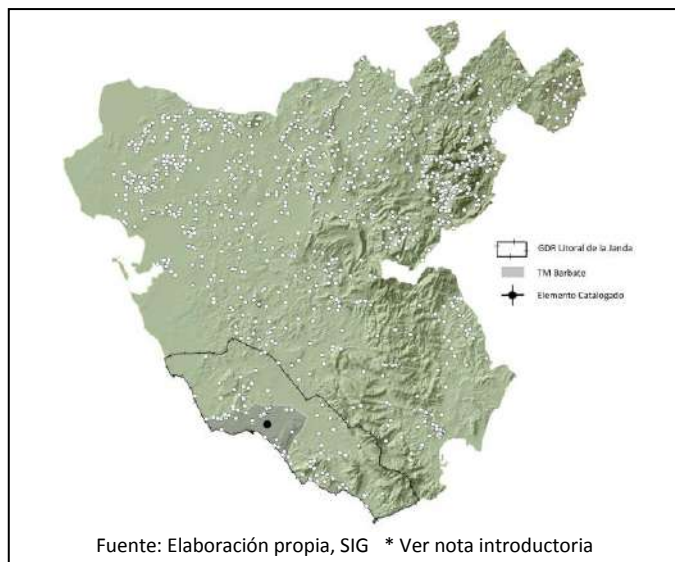 GDR Litoral de la Janda
TM Barbate
Elemento Catalogado
Fuente: Elaboración propia, SIG * Ver nota introductoria